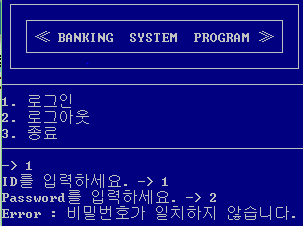 ≪ BANKING SYSTEM PROGRAM ≫
1. 로그인
2. 로그아웃
3. 종료
-> 1
ID를 입력하세요. -> 1
Password를 입력하세요. -> 2
Error : 비밀번호가 일치하지 않습니다.